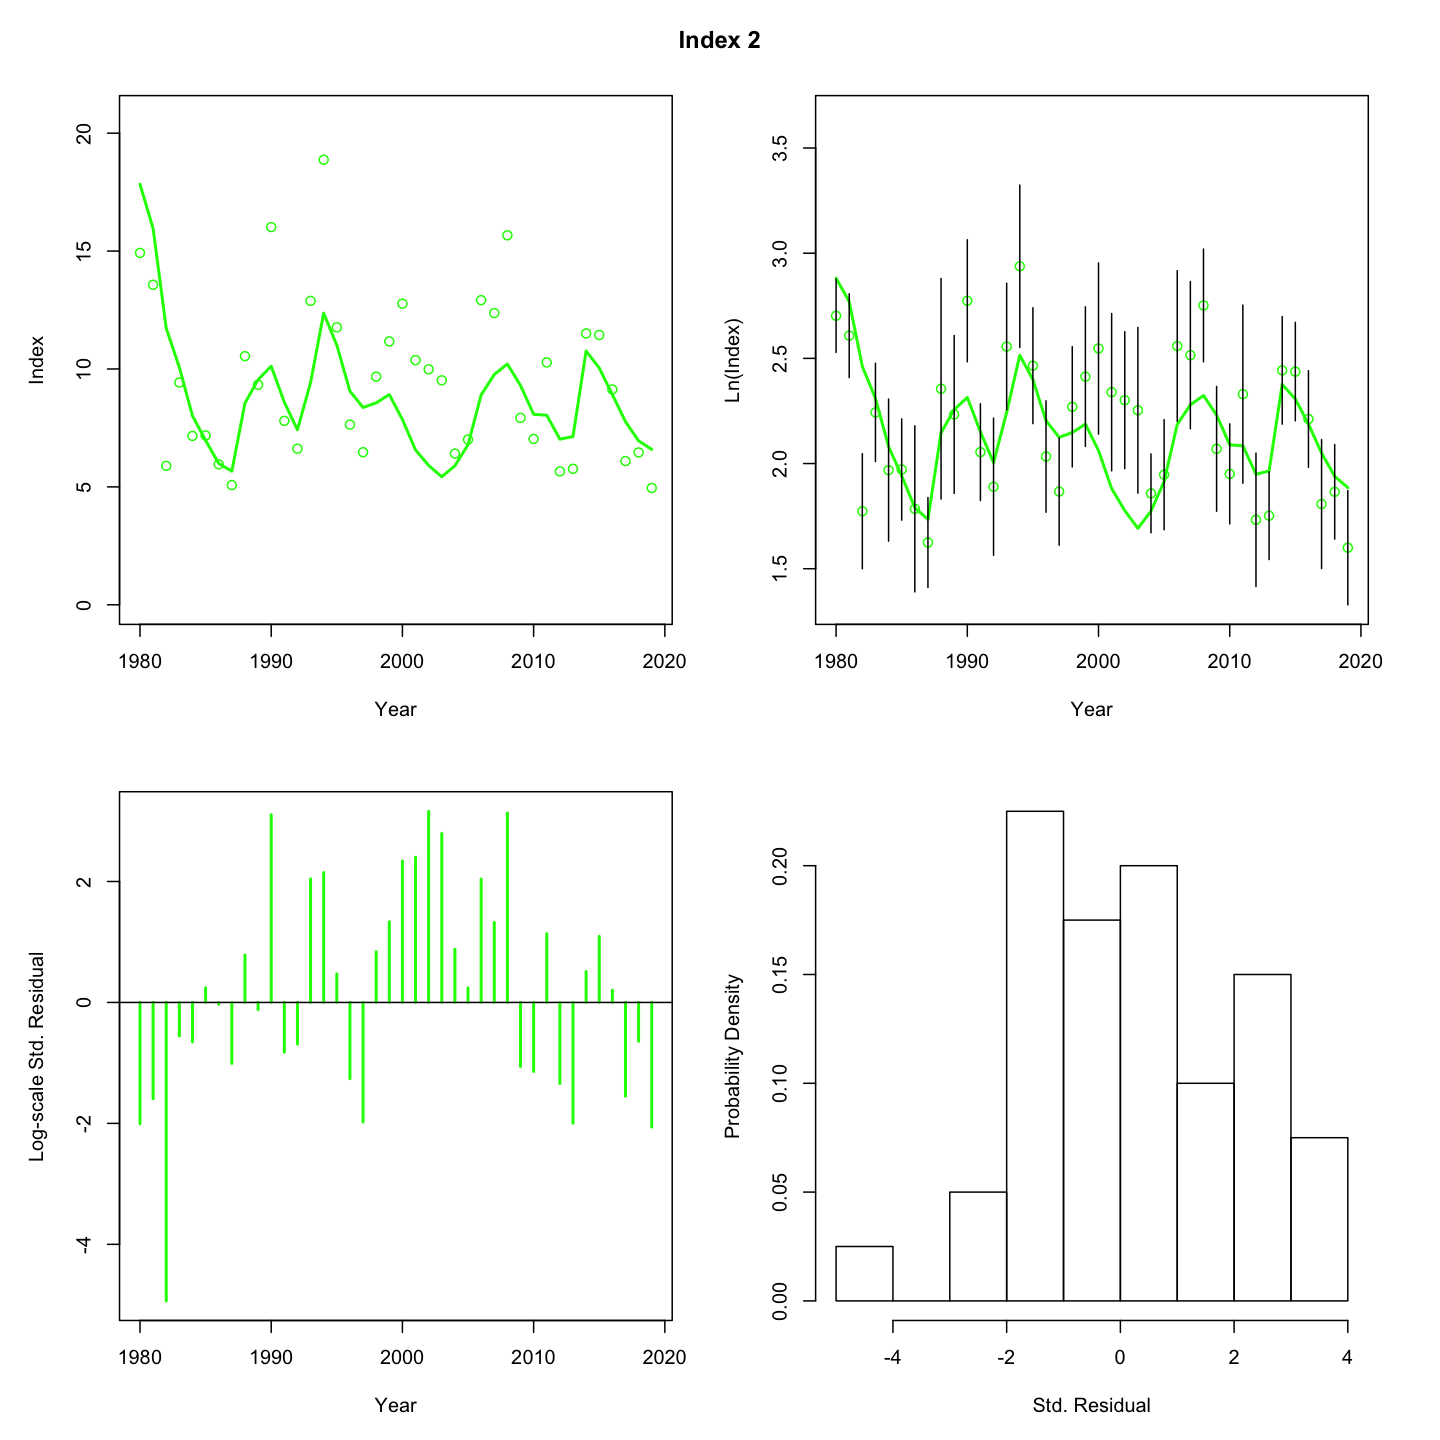 Index 2
Index
20
15
10
5
0
1980 1990 2000 2010 2020
Year
Ln(Index)
3.5
3.0
2.5
2.0
1.5
1980 1990 2000 2010 2020
Year
Log-scale Std. Residual
2
0
-2
-4
1980 1990 2000 2010 2020
Year
Probability Density
0.20
0.15
0.10
0.05
0.00
-4 -2 0 2 4
Std. Residual